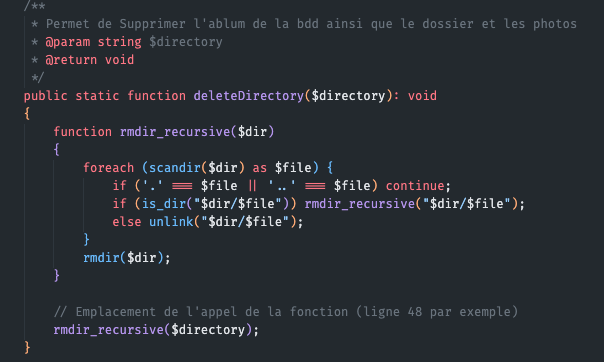 /**
 * Permet de Supprimer l'ablum de la bdd ainsi que le dossier et les photos
 * @param string $directory
 * @return void
 */
public static function deleteDirectory($directory): void
{
    function rmdir_recursive($dir)
    {
        foreach (scandir($dir) as $file) {
            if ('.' === $file || '..' === $file) continue;
            if (is_dir("$dir/$file")) rmdir_recursive("$dir/$file");
            else unlink("$dir/$file");
        }
        rmdir($dir);
    }

    // Emplacement de l'appel de la fonction (ligne 48 par exemple)
    rmdir_recursive($directory);
}